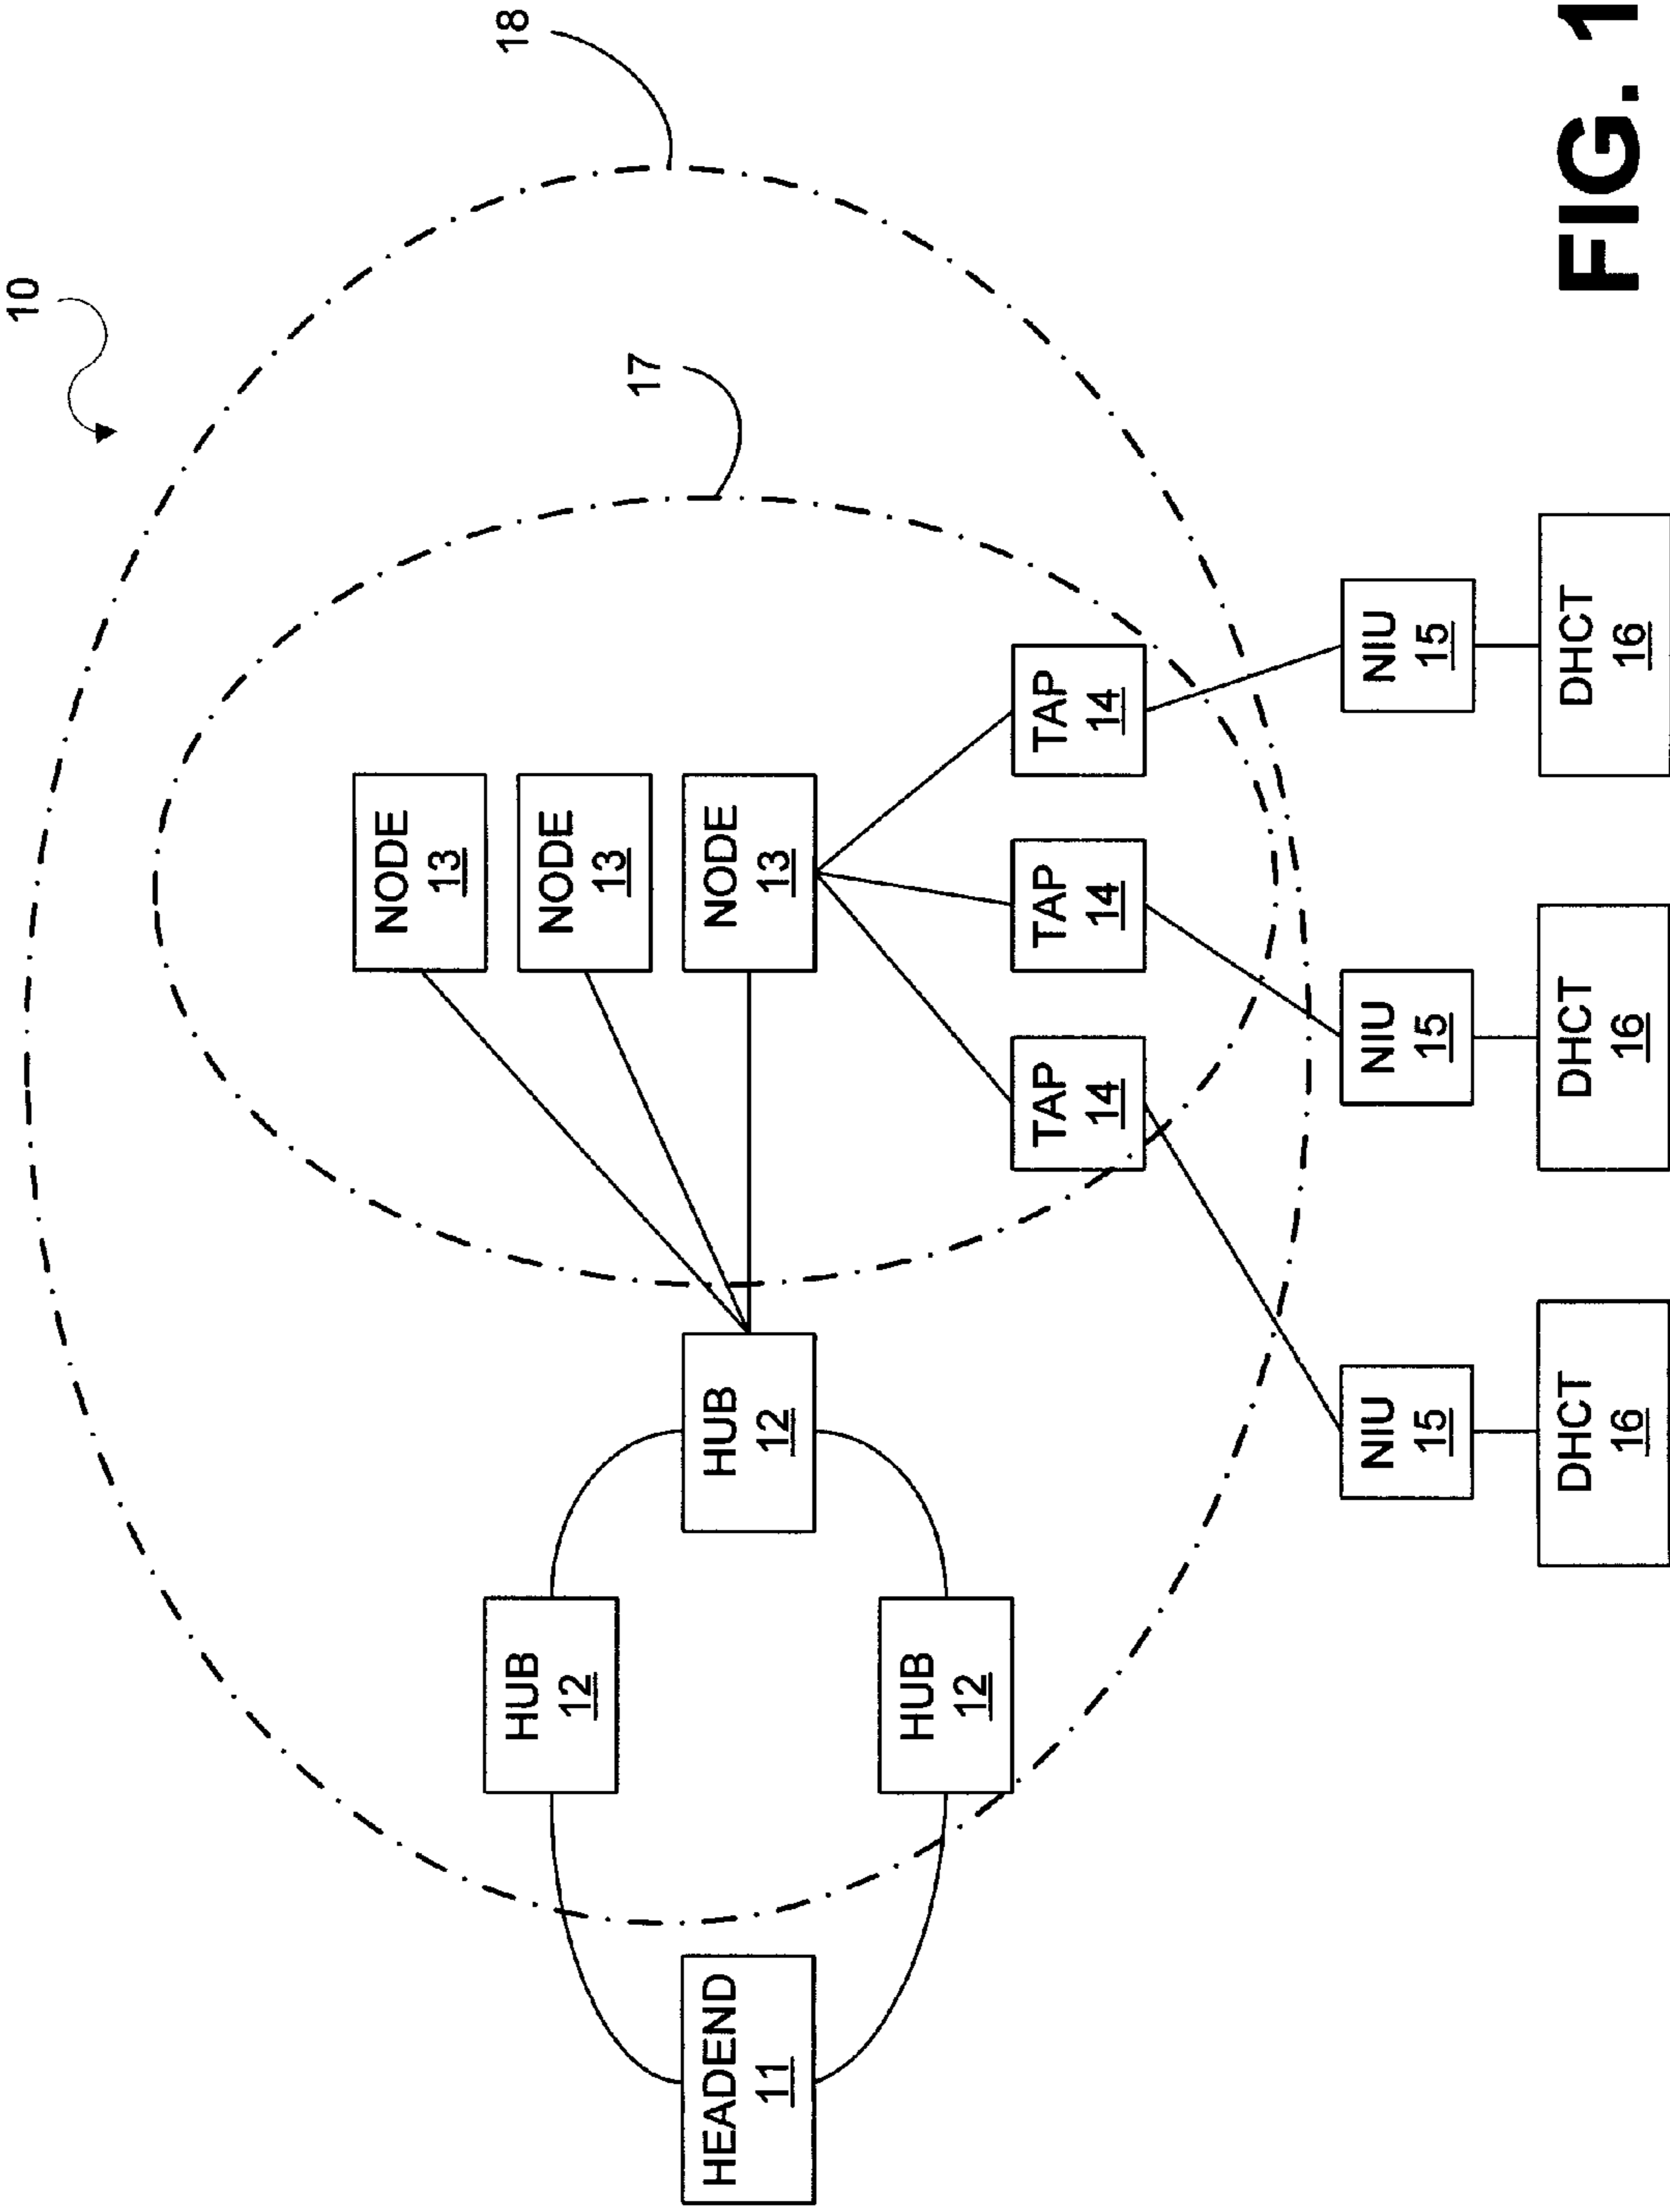 10
NODE
13
18
HUB
12
NODE
13
17
HEADEND
11
HUB
12
NODE
13
HUB
12
TAP
14
TAP
14
TAP
14
NIU
15
NIU
15
NIU
15
DHCT
16
DHCT
16
DHCT
16
FIG. 1